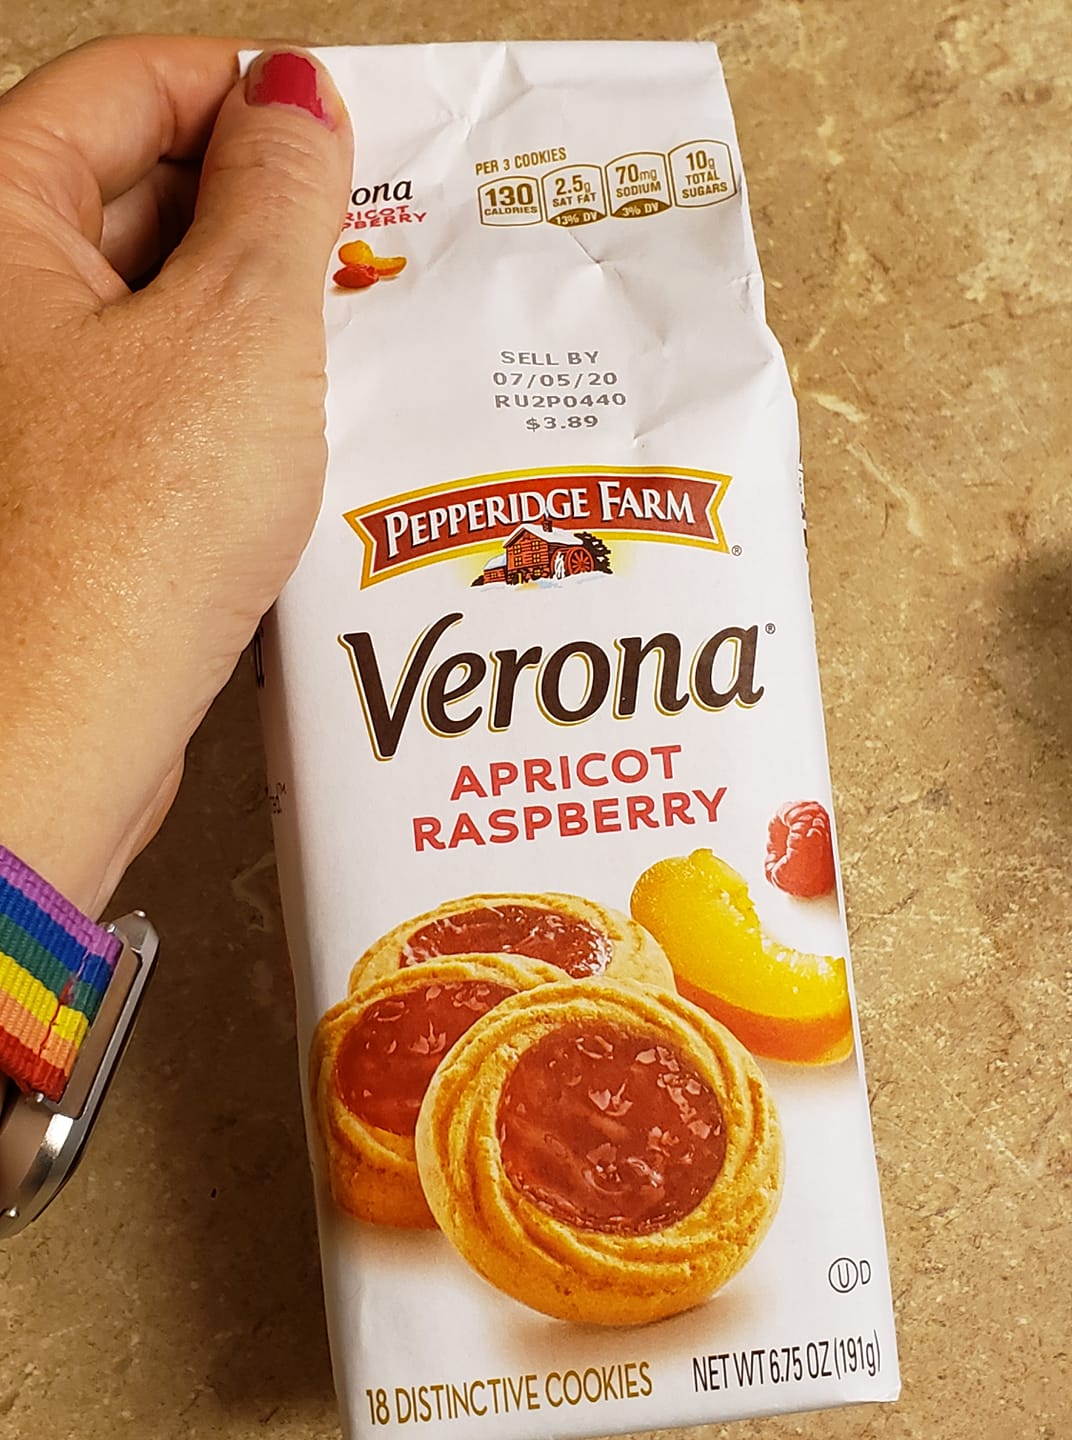 PER 3 COOKIES
130
CALORIES
2.5g
SAT FAT
13% DV
70mg
SODIUM
3% DV
10g
TOTAL
SUGARS
ona
RICOT
PBERRY
SELL BY
07/05/20
RU2P0440
$3.89
PEPPERIDGE FARM®
Verona®
APRICOT
RASPBERRY
U D
18 DISTINCTIVE COOKIES
NET WT 6.75 OZ (191g)